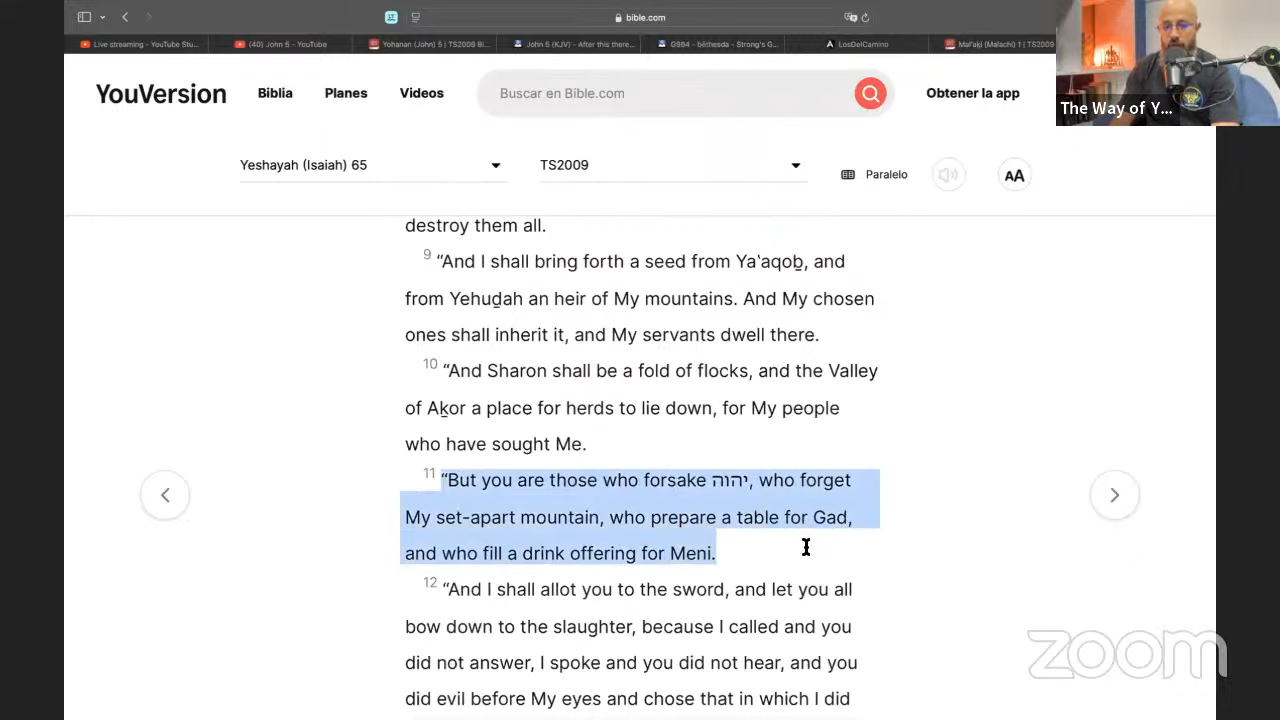 bible.com
Live streaming - YouTube Stu...
(40) John 5 - YouTube
Yohanan (John) 5 | TS2009 Bi...
John 5 (KJV) - After this there...
G964 - bēthesda - Strong's G...
LosDelCamino
Mal'aḵi (Malachi) 1 | TS2009
The Way of Y...
YouVersion
Biblia
Planes
Videos
Buscar en Bible.com
Obtener la app
Yeshayah (Isaiah) 65
TS2009
Paralelo
AA
destroy them all.
9 “And I shall bring forth a seed from Ya‛aqoḇ, and
from Yehuḏah an heir of My mountains. And My chosen
ones shall inherit it, and My servants dwell there.
10 “And Sharon shall be a fold of flocks, and the Valley
of Aḵor a place for herds to lie down, for My people
who have sought Me.
11 “But you are those who forsake יהוה, who forget
My set-apart mountain, who prepare a table for Gad,
and who fill a drink offering for Meni.
12 “And I shall allot you to the sword, and let you all
bow down to the slaughter, because I called and you
did not answer, I spoke and you did not hear, and you
did evil before My eyes and chose that in which I did
zoom